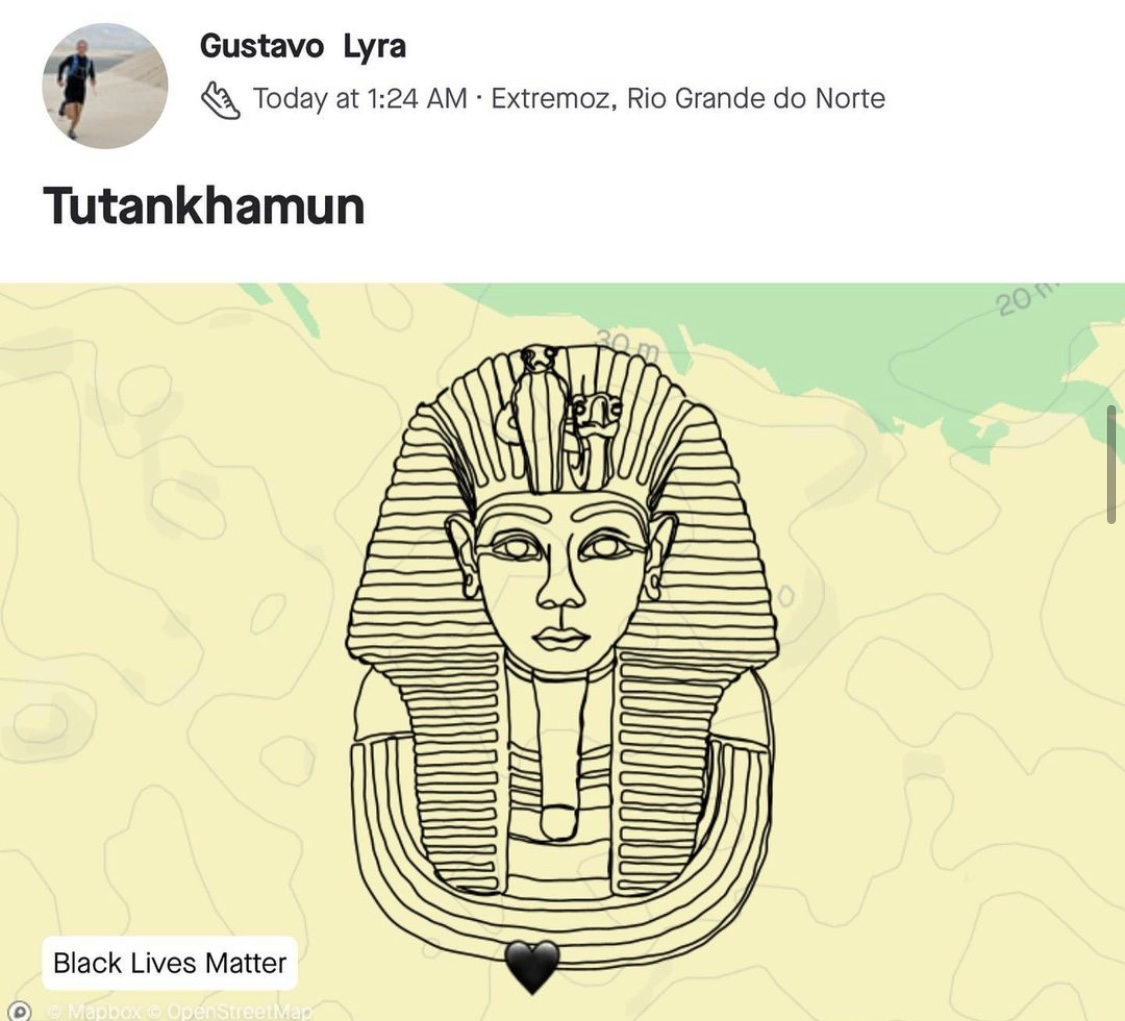 Gustavo Lyra
Today at 1:24 AM · Extremoz, Rio Grande do Norte
Tutankhamun
20 m
30 m
Black Lives Matter
© Mapbox © OpenStreetMap